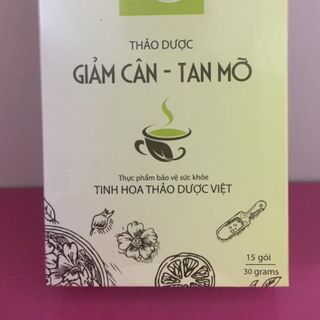 THẢO DƯỢC
GIẢM CÂN - TAN MỠ
Thực phẩm bảo vệ sức khỏe
TINH HOA THẢO DƯỢC VIỆT
15 gói
30 grams